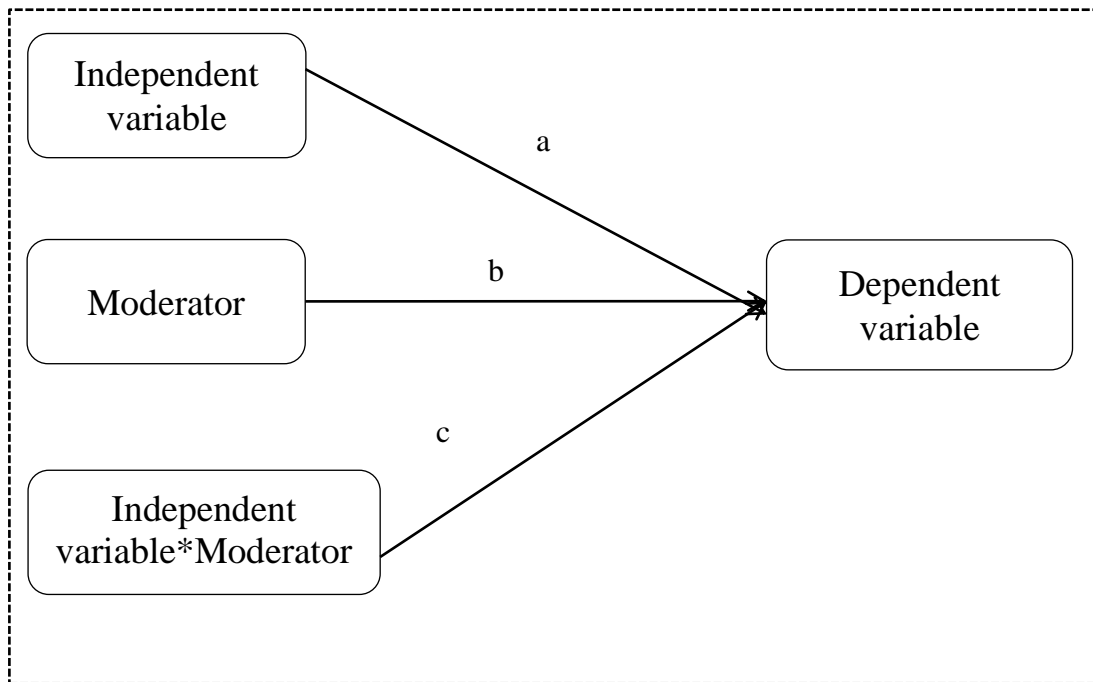 Independent
variable
a
Moderator
b
Dependent
variable
c
Independent
variable*Moderator